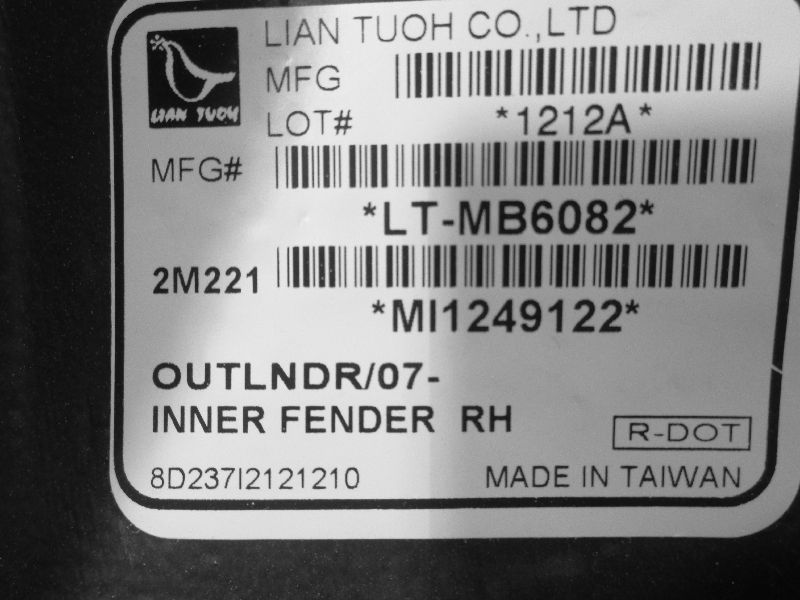 LIAN TUOH CO.,LTD
LIAN TUOH
MFG
LOT# *1212A*
MFG#
*LT-MB6082*
2M221
*MI1249122*
OUTLNDR/07-
INNER FENDER RH
R-DOT
8D237I2121210 MADE IN TAIWAN